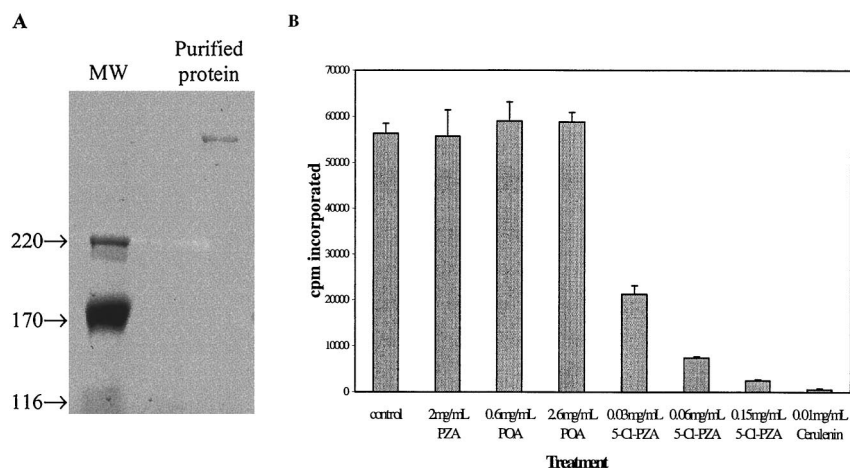 A
MW
Purified
protein
220→
170→
116→
B
cpm incorporated
70000
60000
50000
40000
30000
20000
10000
0
control
2mg/mL
PZA
0.6mg/mL
POA
2.6mg/mL
POA
0.03mg/mL
5-Cl-PZA
0.06mg/mL
5-Cl-PZA
0.15mg/mL
5-Cl-PZA
0.01mg/mL
Cerulenin
Treatment